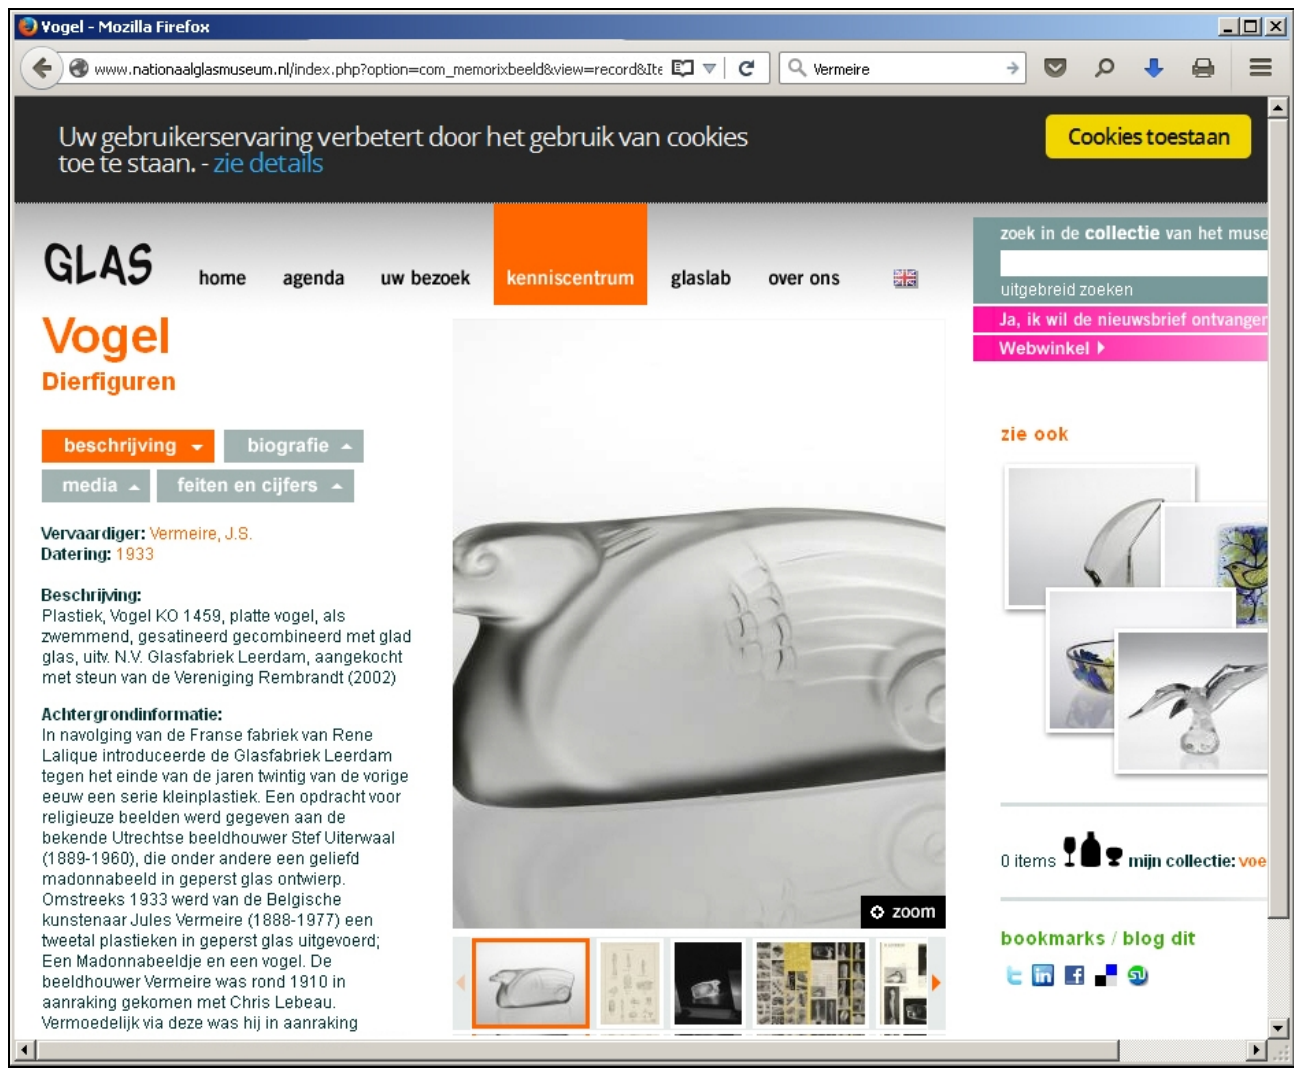 Vogel - Mozilla Firefox
www.nationaalglasmuseum.nl/index.php?option=com_memorixbeeld&view=record&Ite
Vermeire
Uw gebruikerservaring verbetert door het gebruik van cookies
toe te staan. - zie details
Cookies toestaan
GLAS
home
agenda
uw bezoek
kenniscentrum
glaslab
over ons
zoek in de collectie van het muse
uitgebreid zoeken
Ja, ik wil de nieuwsbrief ontvangen
Webwinkel
Vogel
Dierfiguren
beschrijving
biografie
media
feiten en cijfers
Vervaardiger: Vermeire, J.S.
Datering: 1933
Beschrijving:
Plastiek, Vogel KO 1459, platte vogel, als
zwemmend, gesatineerd gecombineerd met glad
glas, uitv. N.V. Glasfabriek Leerdam, aangekocht
met steun van de Vereniging Rembrandt (2002)
Achtergrondinformatie:
In navolging van de Franse fabriek van Rene
Lalique introduceerde de Glasfabriek Leerdam
tegen het einde van de jaren twintig van de vorige
eeuw een serie kleinplastiek. Een opdracht voor
religieuze beelden werd gegeven aan de
bekende Utrechtse beeldhouwer Stef Uiterwaal
(1889-1960), die onder andere een geliefd
madonnabeeld in geperst glas ontwierp.
Omstreeks 1933 werd van de Belgische
kunstenaar Jules Vermeire (1888-1977) een
tweetal plastieken in geperst glas uitgevoerd;
Een Madonnabeeldje en een vogel. De
beeldhouwer Vermeire was rond 1910 in
aanraking gekomen met Chris Lebeau.
Vermoedelijk via deze was hij in aanraking
zoom
zie ook
0 items mijn collectie: voe
bookmarks / blog dit